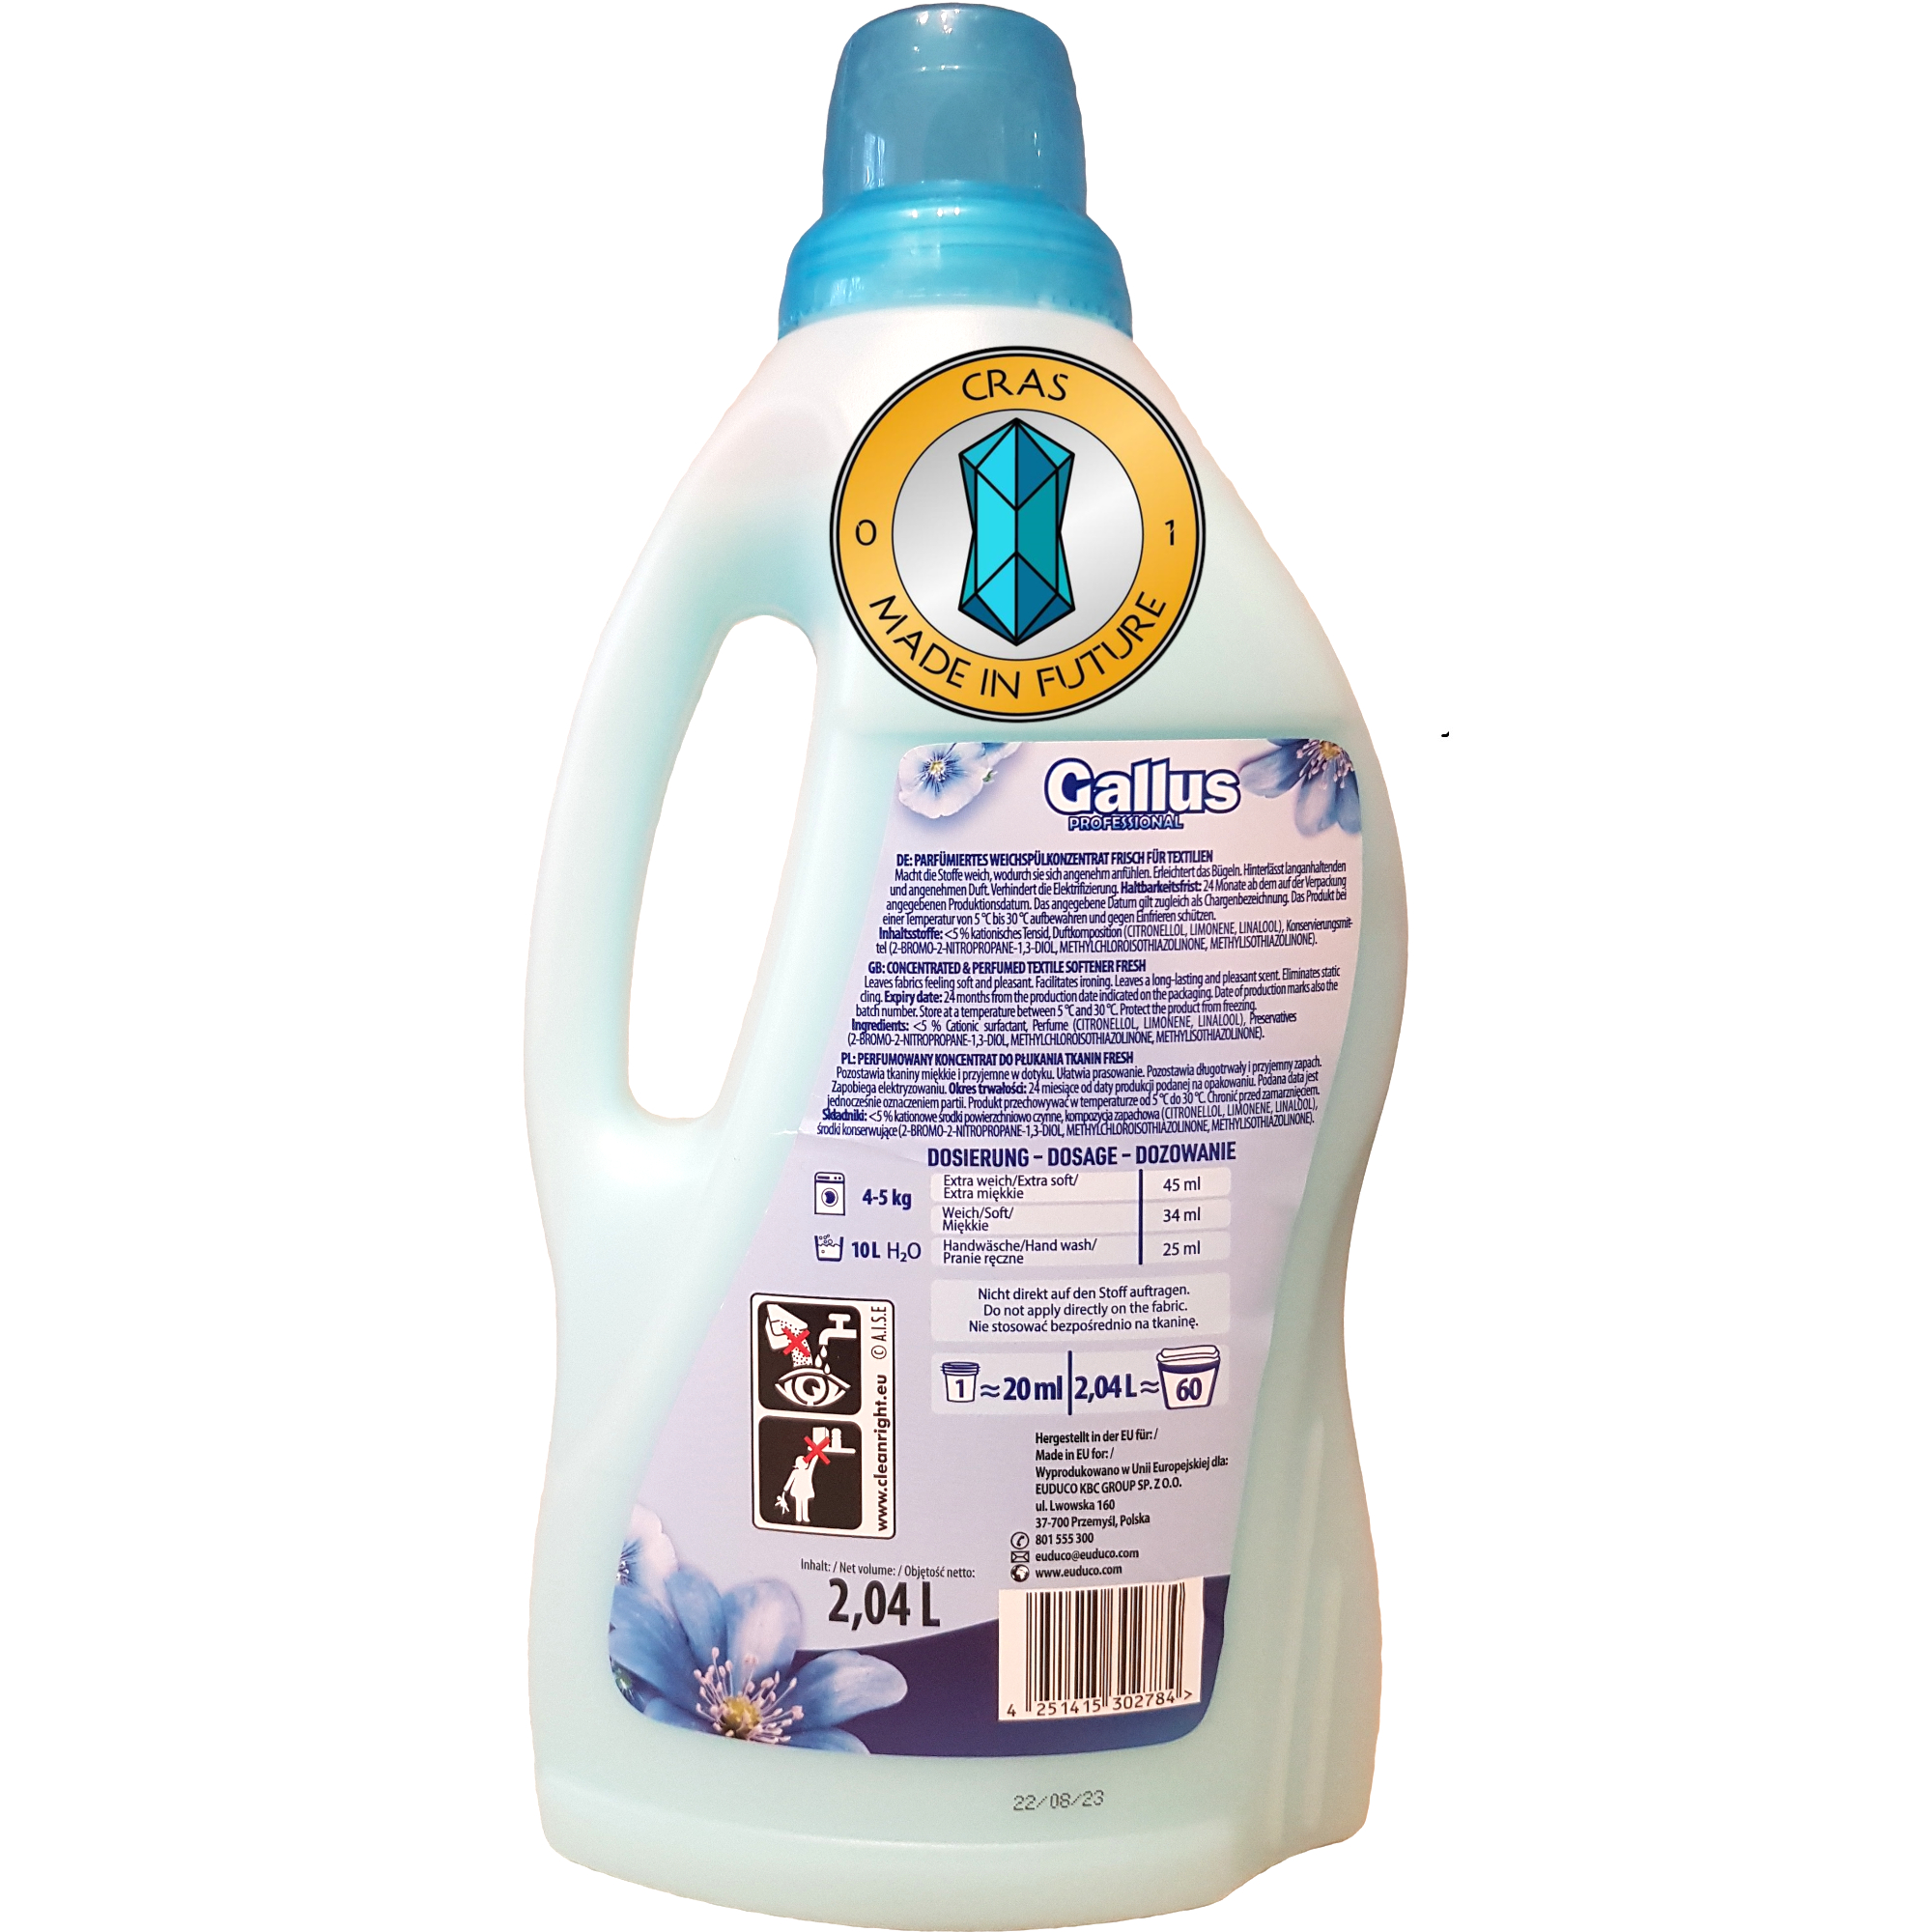 CRAS
0 1
MADE IN FUTURE
Gallus
PROFESSIONAL
DE: PARFÜMIERTES WEICHSPÜLKONZENTRAT FRISCH FÜR TEXTILIEN
Macht die Stoffe weich, wodurch sie sich angenehm anfühlen. Erleichtert das Bügeln. Hinterlässt langanhaltenden
und angenehmen Duft. Verhindert die Elektrifizierung. Haltbarkeitsfrist: 24 Monate ab dem auf der Verpackung
angegebenen Produktionsdatum. Das angegebene Datum gilt zugleich als Chargenbezeichnung. Das Produkt bei
einer Temperatur von 5 °C bis 30 °C aufbewahren und gegen Einfrieren schützen.
Inhaltsstoffe: <5 % kationisches Tensid, Duftkomposition (CITRONELLOL, LIMONENE, LINALOOL), Konservierungsmit-
tel (2-BROMO-2-NITROPROPANE-1,3-DIOL, METHYLCHLOROISOTHIAZOLINONE, METHYLISOTHIAZOLINONE).
GB: CONCENTRATED & PERFUMED TEXTILE SOFTENER FRESH
Leaves fabrics feeling soft and pleasant. Facilitates ironing. Leaves a long-lasting and pleasant scent. Eliminates static
cling. Expiry date: 24 months from the production date indicated on the packaging. Date of production marks also the
batch number. Store at a temperature between 5 °C and 30 °C. Protect the product from freezing.
Ingredients: <5 % Cationic surfactant, Perfume (CITRONELLOL, LIMONENE, LINALOOL), Preservatives
(2-BROMO-2-NITROPROPANE-1,3-DIOL, METHYLCHLOROISOTHIAZOLINONE, METHYLISOTHIAZOLINONE).
PL: PERFUMOWANY KONCENTRAT DO PŁUKANIA TKANIN FRESH
Pozostawia tkaniny miękkie i przyjemne w dotyku. Ułatwia prasowanie. Pozostawia długotrwały i przyjemny zapach.
Zapobiega elektryzowaniu. Okres trwałości: 24 miesiące od daty produkcji podanej na opakowaniu. Podana data jest
jednocześnie oznaczeniem partii. Produkt przechowywać w temperaturze od 5 °C do 30 °C. Chronić przed zamarznięciem.
Składniki: <5 % kationowe środki powierzchniowo czynne, kompozycja zapachowa (CITRONELLOL, LIMONENE, LINALOOL),
środki konserwujące (2-BROMO-2-NITROPROPANE-1,3-DIOL, METHYLCHLOROISOTHIAZOLINONE, METHYLISOTHIAZOLINONE).
DOSIERUNG – DOSAGE – DOZOWANIE
4-5 kg
Extra weich/Extra soft/
Extra miękkie
45 ml
Weich/Soft/
Miękkie
34 ml
10 L H₂O
Handwäsche/Hand wash/
Pranie ręczne
25 ml
Nicht direkt auf den Stoff auftragen.
Do not apply directly on the fabric.
Nie stosować bezpośrednio na tkaninę.
1 ≈ 20 ml 2,04 L ≈ 60
www.cleanright.eu © A.I.S.E
Hergestellt in der EU für: /
Made in EU for: /
Wyprodukowano w Unii Europejskiej dla:
EUDUCO KBC GROUP SP. Z O.O.
ul. Lwowska 160
37-700 Przemyśl, Polska
801 555 300
euduco@euduco.com
www.euduco.com
Inhalt: / Net volume: / Objętość netto:
2,04 L
4 251415 302784 >
22/08/23